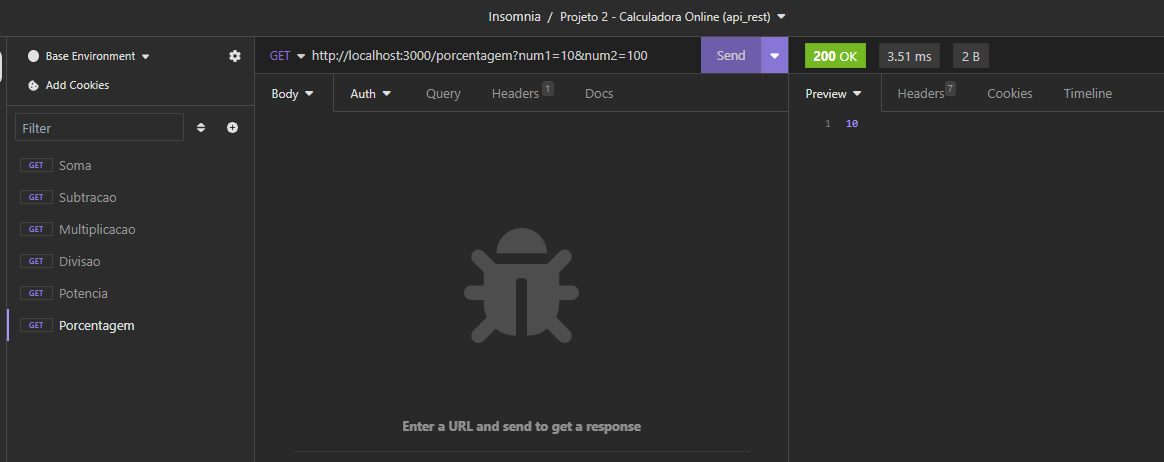 Insomnia / Projeto 2 - Calculadora Online (api_rest)
Base Environment
Add Cookies
Filter
GET Soma
GET Subtracao
GET Multiplicacao
GET Divisao
GET Potencia
GET Porcentagem
GET http://localhost:3000/porcentagem?num1=10&num2=100 Send
Body Auth Query Headers 1 Docs
Enter a URL and send to get a response
200 OK 3.51 ms 2 B
Preview Headers 7 Cookies Timeline
1 10